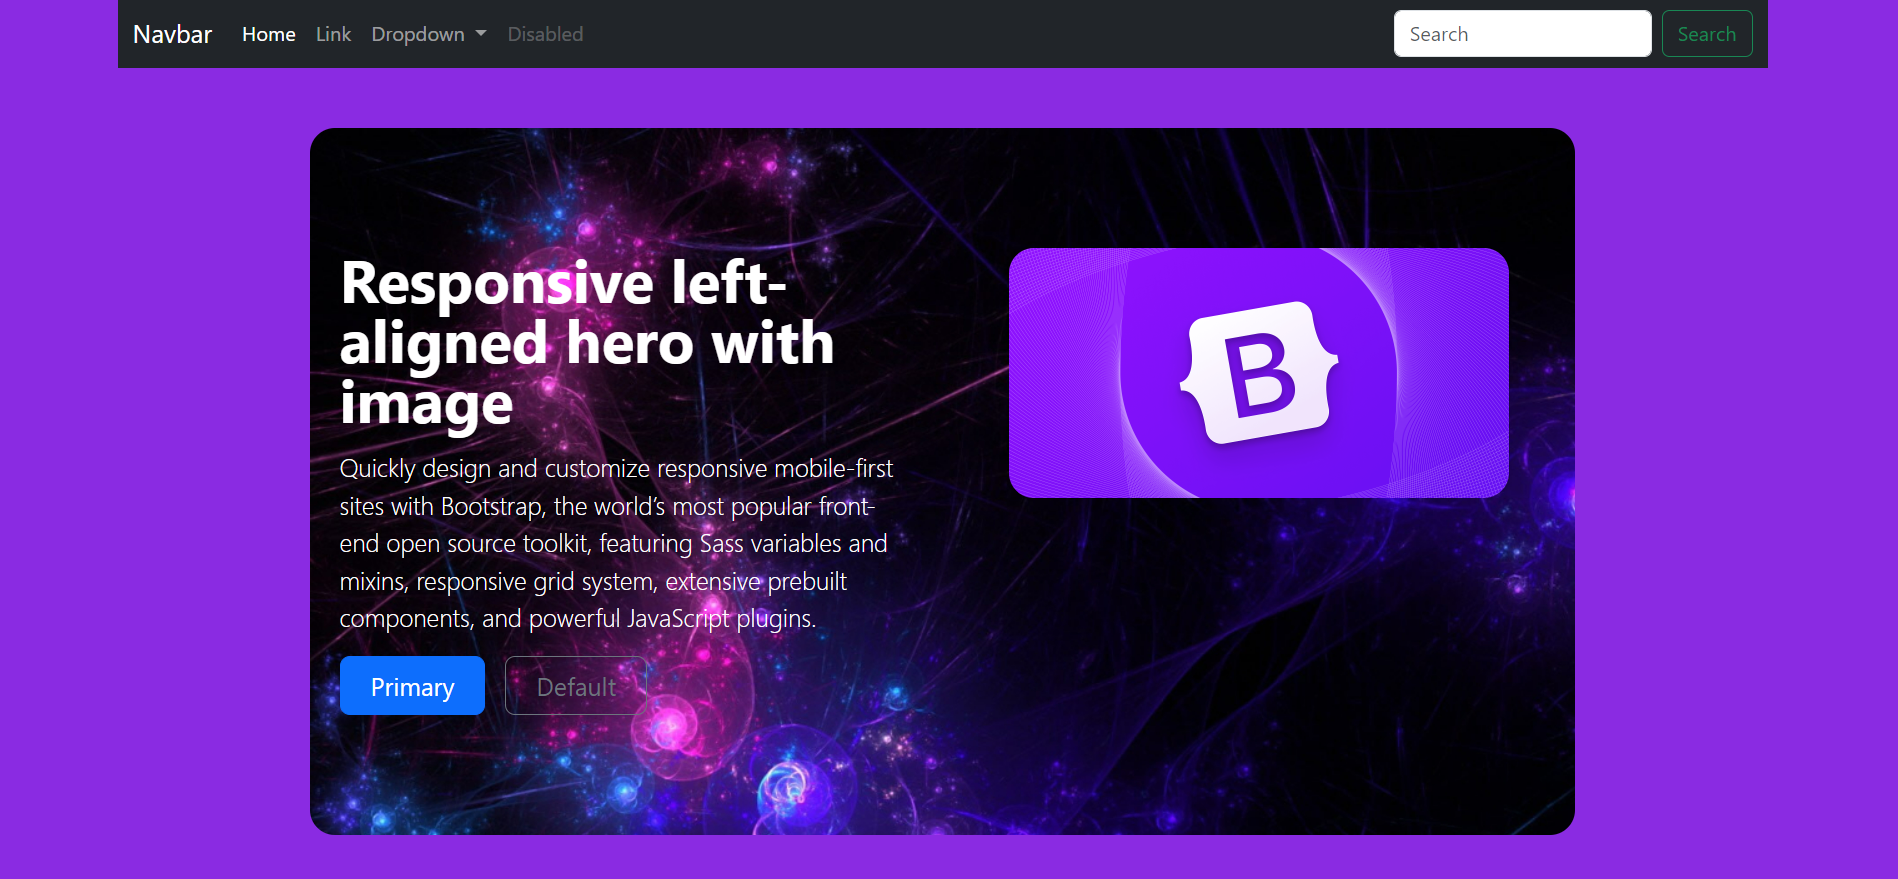 Navbar Home Link Dropdown Disabled Search Search
Responsive left-
aligned hero with
image
B
Quickly design and customize responsive mobile-first
sites with Bootstrap, the world’s most popular front-
end open source toolkit, featuring Sass variables and
mixins, responsive grid system, extensive prebuilt
components, and powerful JavaScript plugins.
Primary Default